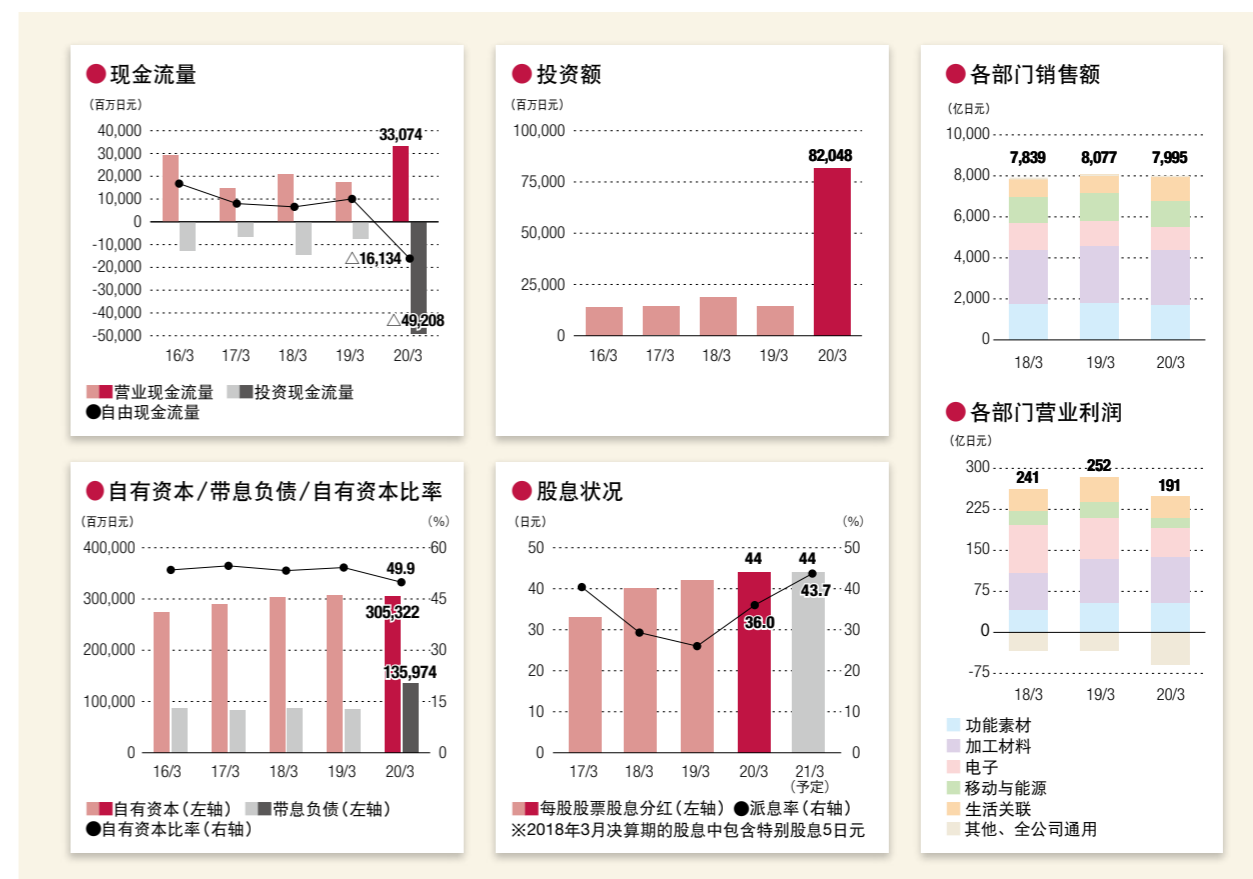 ●现金流量
（百万日元）
40,000
30,000
20,000
10,000
0
-10,000
-20,000
-30,000
-40,000
-50,000
33,074
△16,134
△49,208
16/3 17/3 18/3 19/3 20/3
营业现金流量 投资现金流量
●自由现金流量
●投资额
（百万日元）
100,000
75,000
50,000
25,000
0
82,048
16/3 17/3 18/3 19/3 20/3
●各部门销售额
（亿日元）
10,000
8,000
6,000
4,000
2,000
0
7,839 8,077 7,995
18/3 19/3 20/3
●各部门营业利润
（亿日元）
300
225
150
75
0
-75
241 252 191
18/3 19/3 20/3
功能素材
加工材料
电子
移动与能源
生活关联
其他、全公司通用
●自有资本/带息负债/自有资本比率
（百万日元） （%）
400,000
300,000
200,000
100,000
0
60
45
30
15
0
49.9
305,322
135,974
16/3 17/3 18/3 19/3 20/3
自有资本（左轴） 带息负债（左轴）
●自有资本比率（右轴）
●股息状况
（日元） （%）
50
40
30
20
10
0
50
40
30
20
10
0
44 44
36.0
43.7
17/3 18/3 19/3 20/3 21/3
（予定）
每股股票股息分红（左轴） ●派息率（右轴）
※2018年3月决算期的股息中包含特别股息5日元